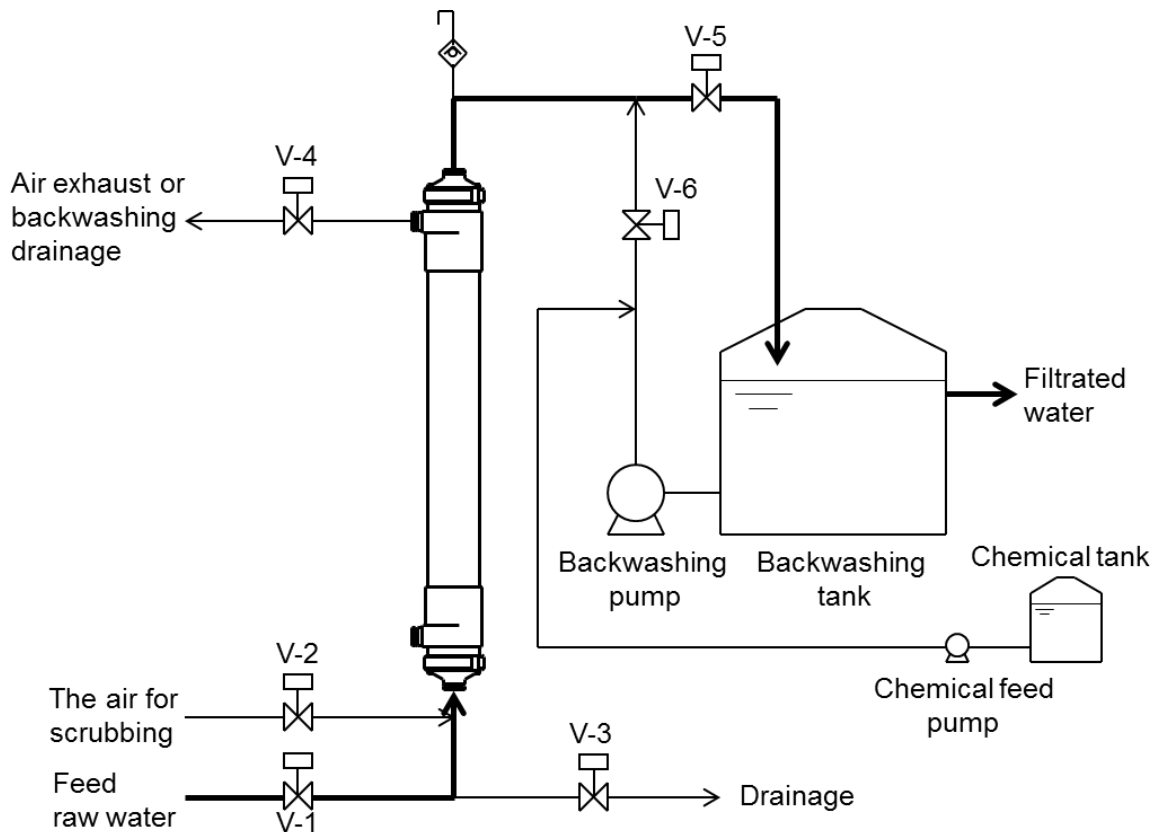 V-5
V-4
Air exhaust or
backwashing
drainage
V-6
Filtrated
water
Backwashing
pump
Backwashing
tank
Chemical tank
V-2
The air for
scrubbing
Chemical feed
pump
V-3
Feed
raw water
V-1
Drainage